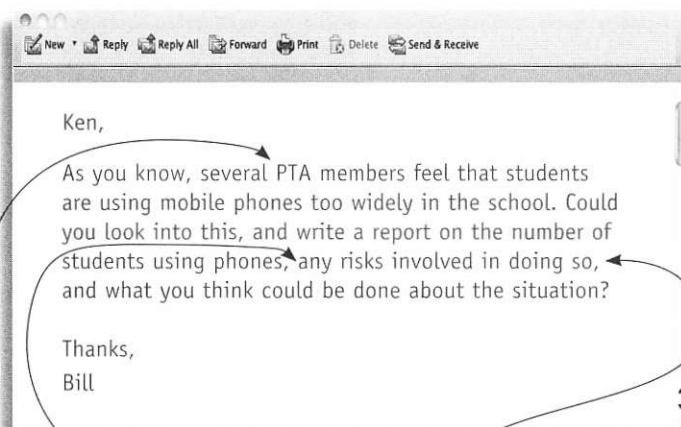 New Reply Reply All Forward Print Delete Send & Receive
Ken,
As you know, several PTA members feel that students
are using mobile phones too widely in the school. Could
you look into this, and write a report on the number of
students using phones, any risks involved in doing so,
and what you think could be done about the situation?
Thanks,
Bill